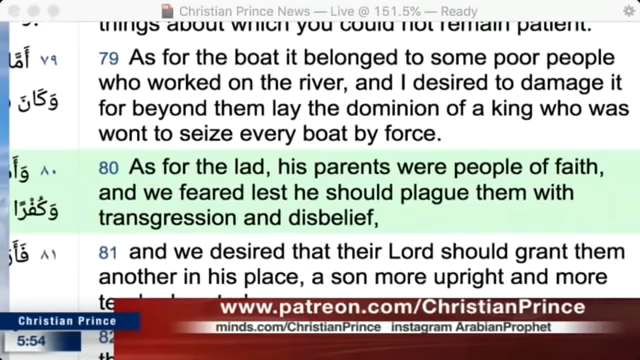 Christian Prince News — Live @ 151.5% — Ready
things about which you could not remain patient.
79 As for the boat it belonged to some poor people
who worked on the river, and I desired to damage it
for beyond them lay the dominion of a king who was
wont to seize every boat by force.
80 As for the lad, his parents were people of faith,
and we feared lest he should plague them with
transgression and disbelief,
81 and we desired that their Lord should grant them
another in his place, a son more upright and more
٧٩ أَمَّا
وَكَانَ
٨٠
وَكُفْرًا
٨١
82
www.patreon.com/ChristianPrince
minds.com/ChristianPrince instagram ArabianProphet
Christian Prince
5:54